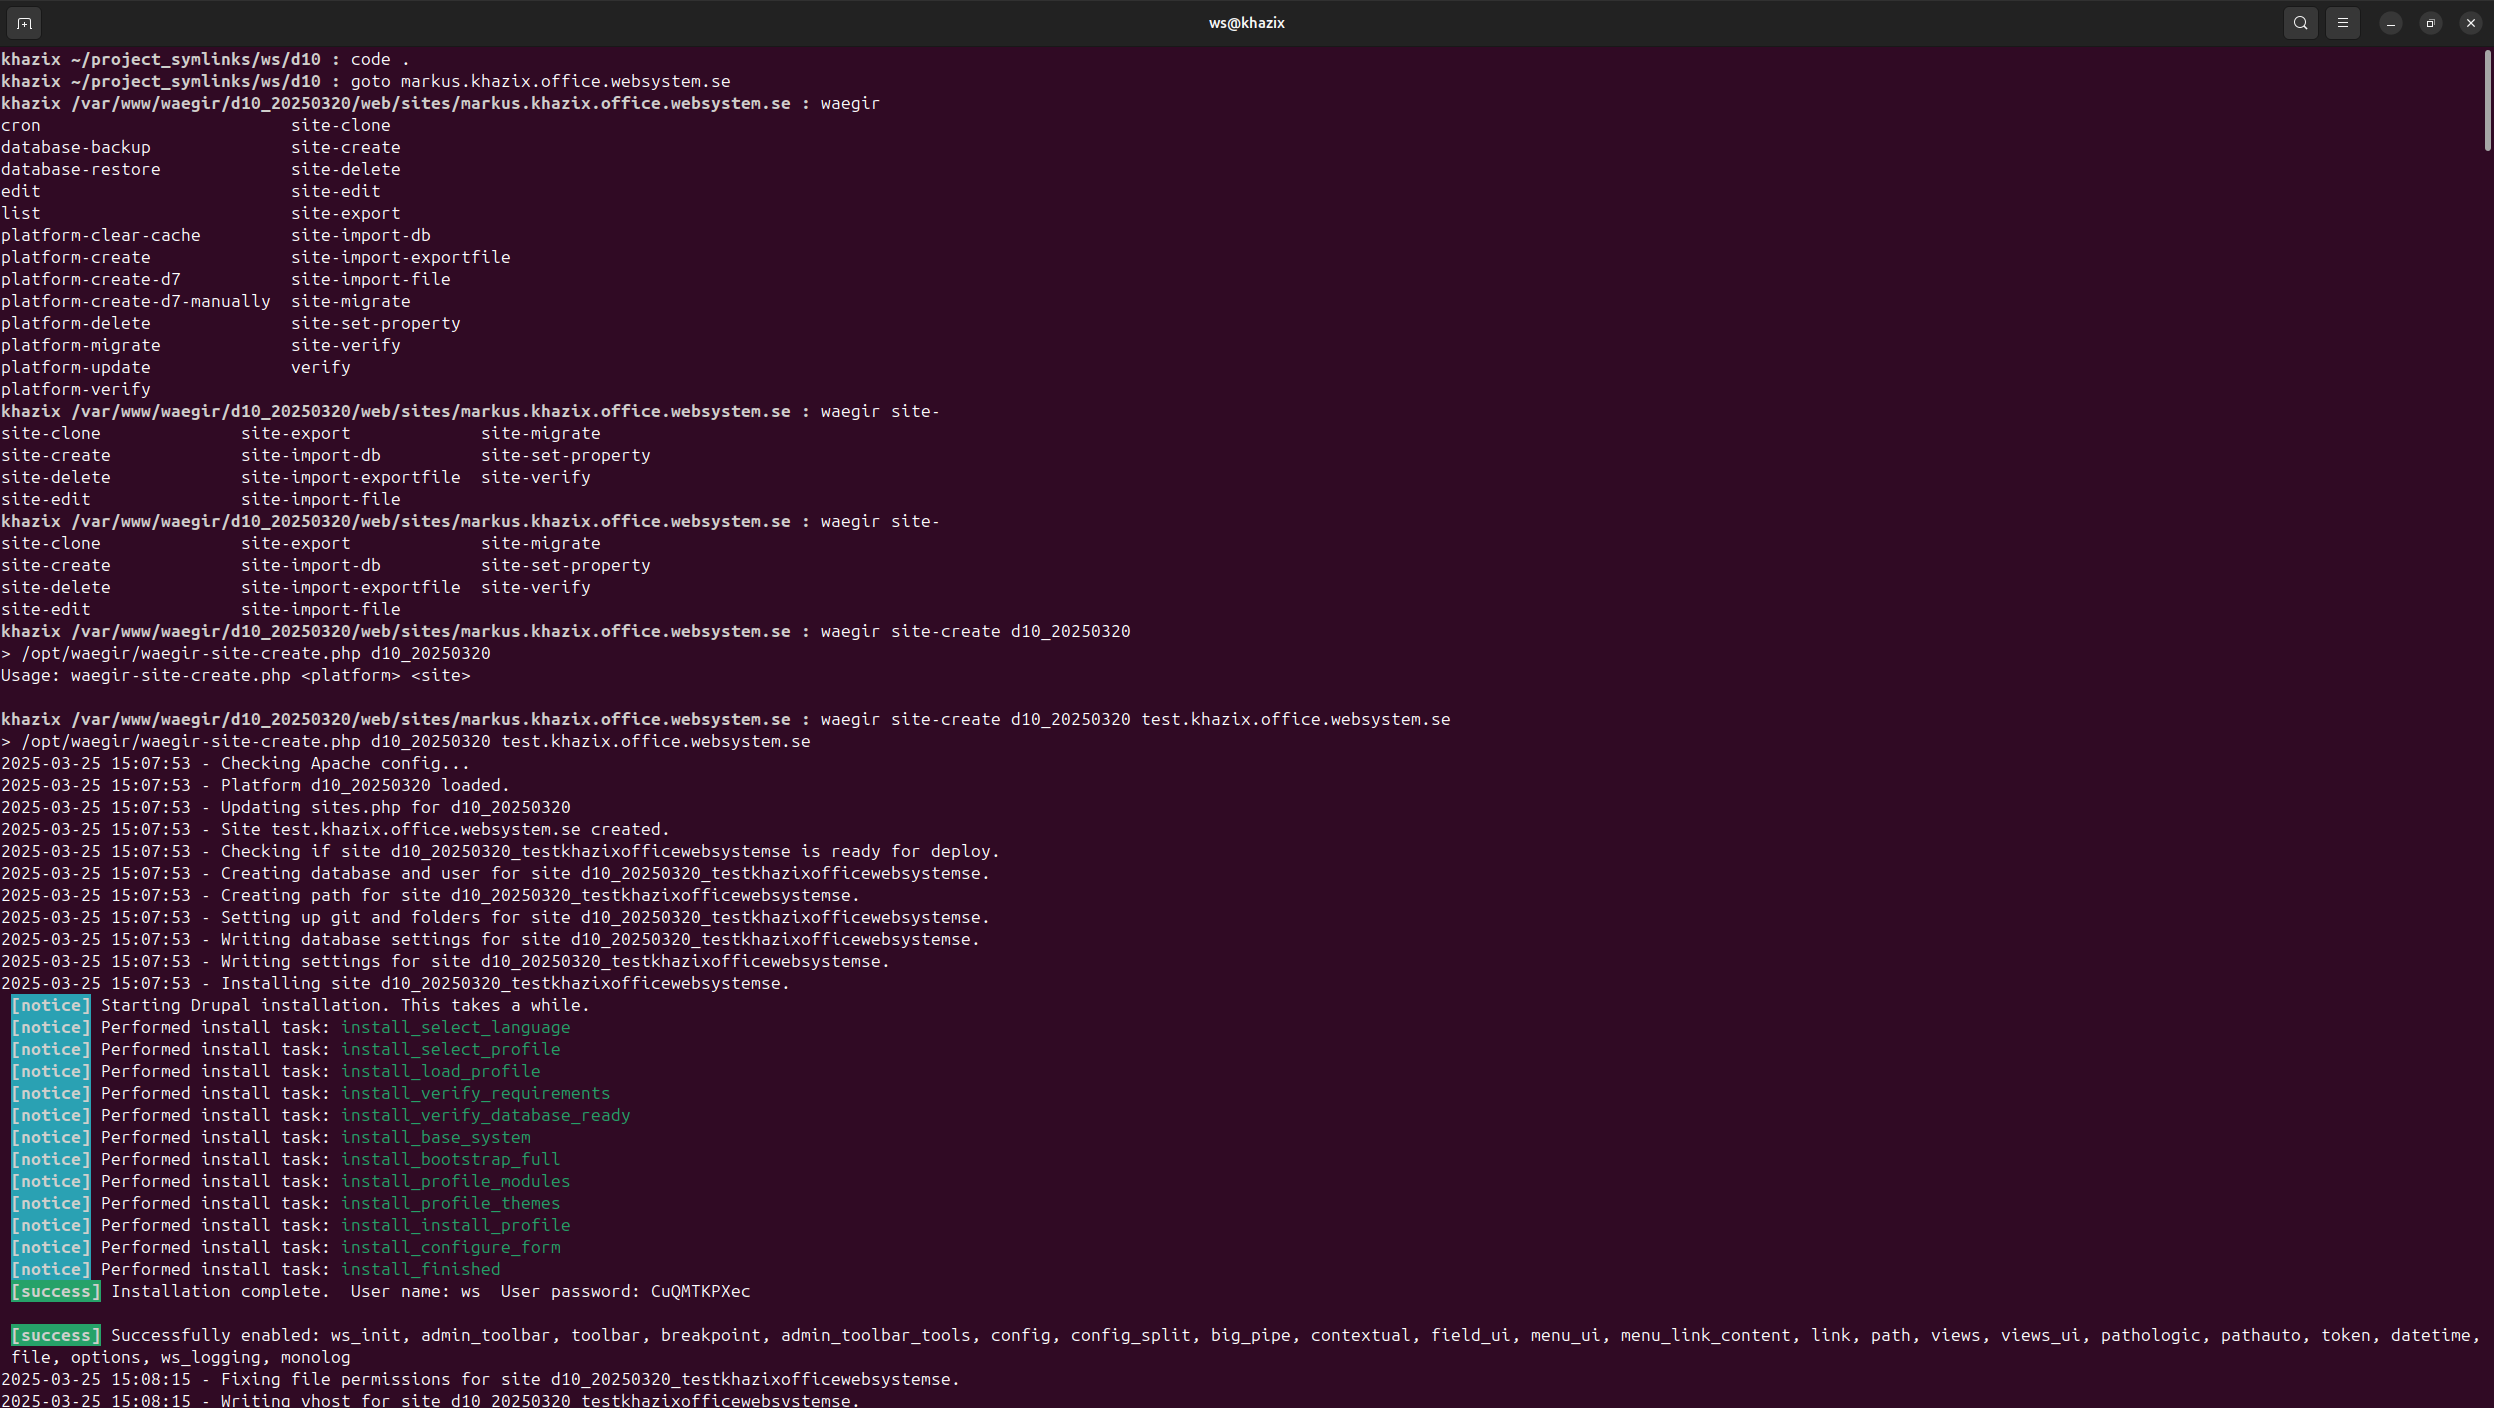 ws@khazix
khazix ~/project_symlinks/ws/d10 : code .
khazix ~/project_symlinks/ws/d10 : goto markus.khazix.office.websystem.se
khazix /var/www/waegir/d10_20250320/web/sites/markus.khazix.office.websystem.se : waegir
cron                         site-clone
database-backup              site-create
database-restore             site-delete
edit                         site-edit
list                         site-export
platform-clear-cache         site-import-db
platform-create              site-import-exportfile
platform-create-d7           site-import-file
platform-create-d7-manually  site-migrate
platform-delete              site-set-property
platform-migrate             site-verify
platform-update              verify
platform-verify
khazix /var/www/waegir/d10_20250320/web/sites/markus.khazix.office.websystem.se : waegir site-
site-clone              site-export             site-migrate
site-create             site-import-db          site-set-property
site-delete             site-import-exportfile  site-verify
site-edit               site-import-file
khazix /var/www/waegir/d10_20250320/web/sites/markus.khazix.office.websystem.se : waegir site-
site-clone              site-export             site-migrate
site-create             site-import-db          site-set-property
site-delete             site-import-exportfile  site-verify
site-edit               site-import-file
khazix /var/www/waegir/d10_20250320/web/sites/markus.khazix.office.websystem.se : waegir site-create d10_20250320
> /opt/waegir/waegir-site-create.php d10_20250320
Usage: waegir-site-create.php <platform> <site>
khazix /var/www/waegir/d10_20250320/web/sites/markus.khazix.office.websystem.se : waegir site-create d10_20250320 test.khazix.office.websystem.se
> /opt/waegir/waegir-site-create.php d10_20250320 test.khazix.office.websystem.se
2025-03-25 15:07:53 - Checking Apache config...
2025-03-25 15:07:53 - Platform d10_20250320 loaded.
2025-03-25 15:07:53 - Updating sites.php for d10_20250320
2025-03-25 15:07:53 - Site test.khazix.office.websystem.se created.
2025-03-25 15:07:53 - Checking if site d10_20250320_testkhazixofficewebsystemse is ready for deploy.
2025-03-25 15:07:53 - Creating database and user for site d10_20250320_testkhazixofficewebsystemse.
2025-03-25 15:07:53 - Creating path for site d10_20250320_testkhazixofficewebsystemse.
2025-03-25 15:07:53 - Setting up git and folders for site d10_20250320_testkhazixofficewebsystemse.
2025-03-25 15:07:53 - Writing database settings for site d10_20250320_testkhazixofficewebsystemse.
2025-03-25 15:07:53 - Writing settings for site d10_20250320_testkhazixofficewebsystemse.
2025-03-25 15:07:53 - Installing site d10_20250320_testkhazixofficewebsystemse.
[notice] Starting Drupal installation. This takes a while.
[notice] Performed install task: install_select_language
[notice] Performed install task: install_select_profile
[notice] Performed install task: install_load_profile
[notice] Performed install task: install_verify_requirements
[notice] Performed install task: install_verify_database_ready
[notice] Performed install task: install_base_system
[notice] Performed install task: install_bootstrap_full
[notice] Performed install task: install_profile_modules
[notice] Performed install task: install_profile_themes
[notice] Performed install task: install_install_profile
[notice] Performed install task: install_configure_form
[notice] Performed install task: install_finished
[success] Installation complete.  User name: ws  User password: CuQMTKPXec
[success] Successfully enabled: ws_init, admin_toolbar, toolbar, breakpoint, admin_toolbar_tools, config, config_split, big_pipe, contextual, field_ui, menu_ui, menu_link_content, link, path, views, views_ui, pathologic, pathauto, token, datetime,
file, options, ws_logging, monolog
2025-03-25 15:08:15 - Fixing file permissions for site d10_20250320_testkhazixofficewebsystemse.
2025-03-25 15:08:15 - Writing vhost for site d10_20250320_testkhazixofficewebsystemse.